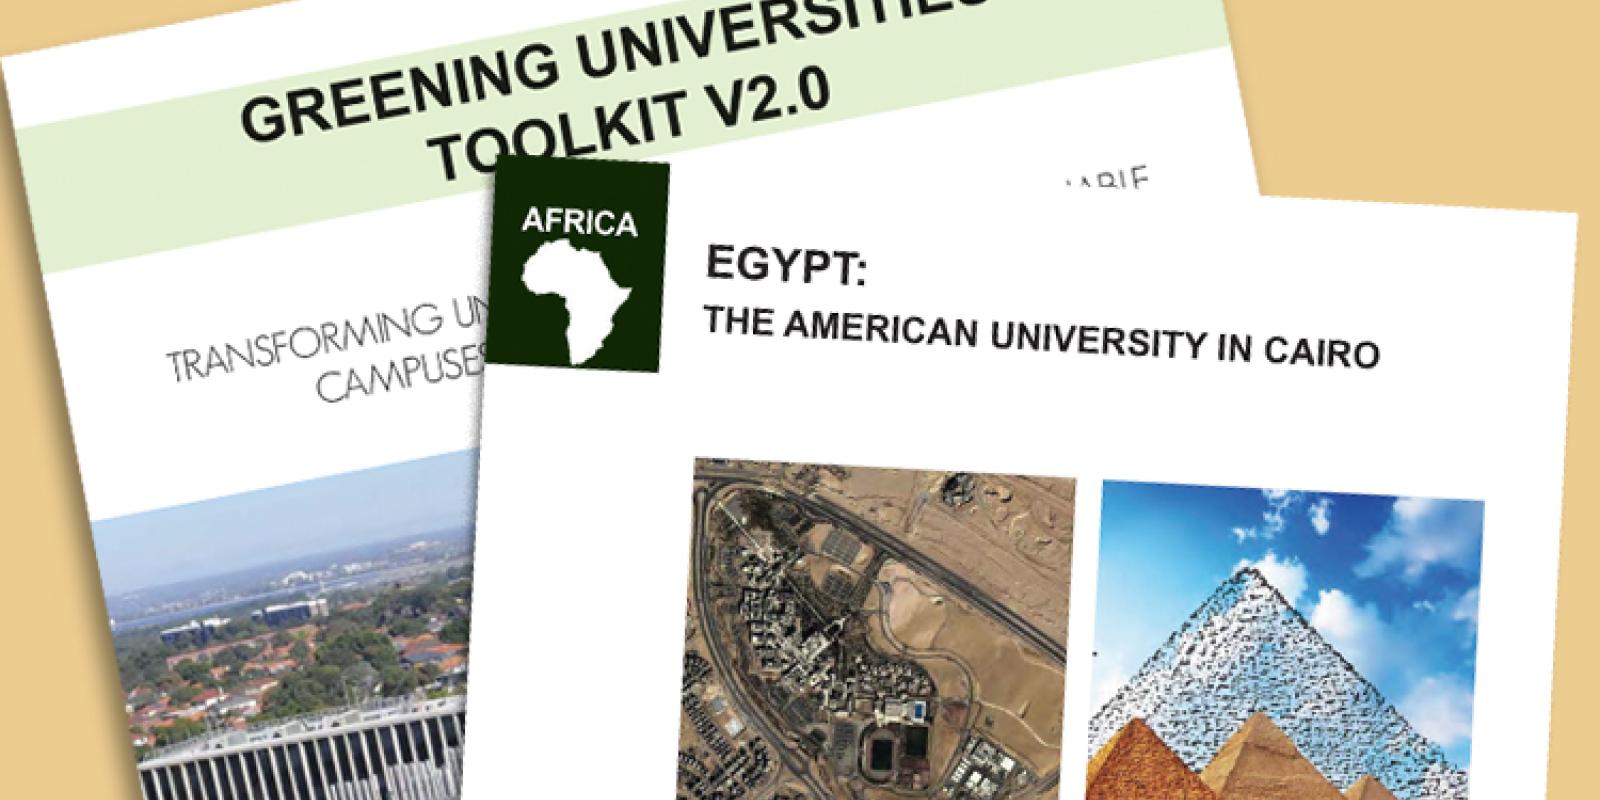 GREENING UNIVERSITIES
TOOLKIT V2.0
TRANSFORMING
CAMPUSES
AFRICA
EGYPT:
THE AMERICAN UNIVERSITY IN CAIRO